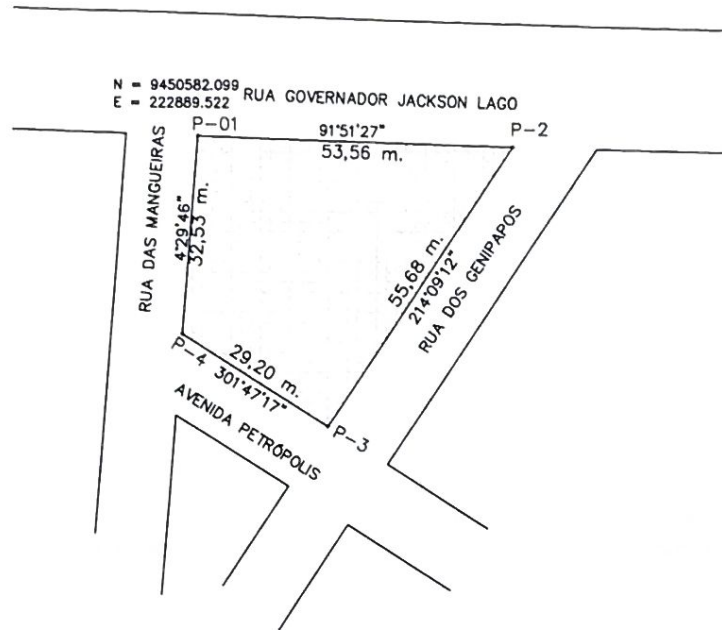 N = 9450582.099
E = 222889.522
RUA GOVERNADOR JACKSON LAGO
P-01
91°51'27"
53,56 m.
P-2
RUA DAS MANGUEIRAS
4°29'46"
32,53 m.
55,68 m.
214°09'12"
RUA DOS GENIPAPOS
P-4
29,20 m.
301°47'17"
P-3
AVENIDA PETRÓPOLIS